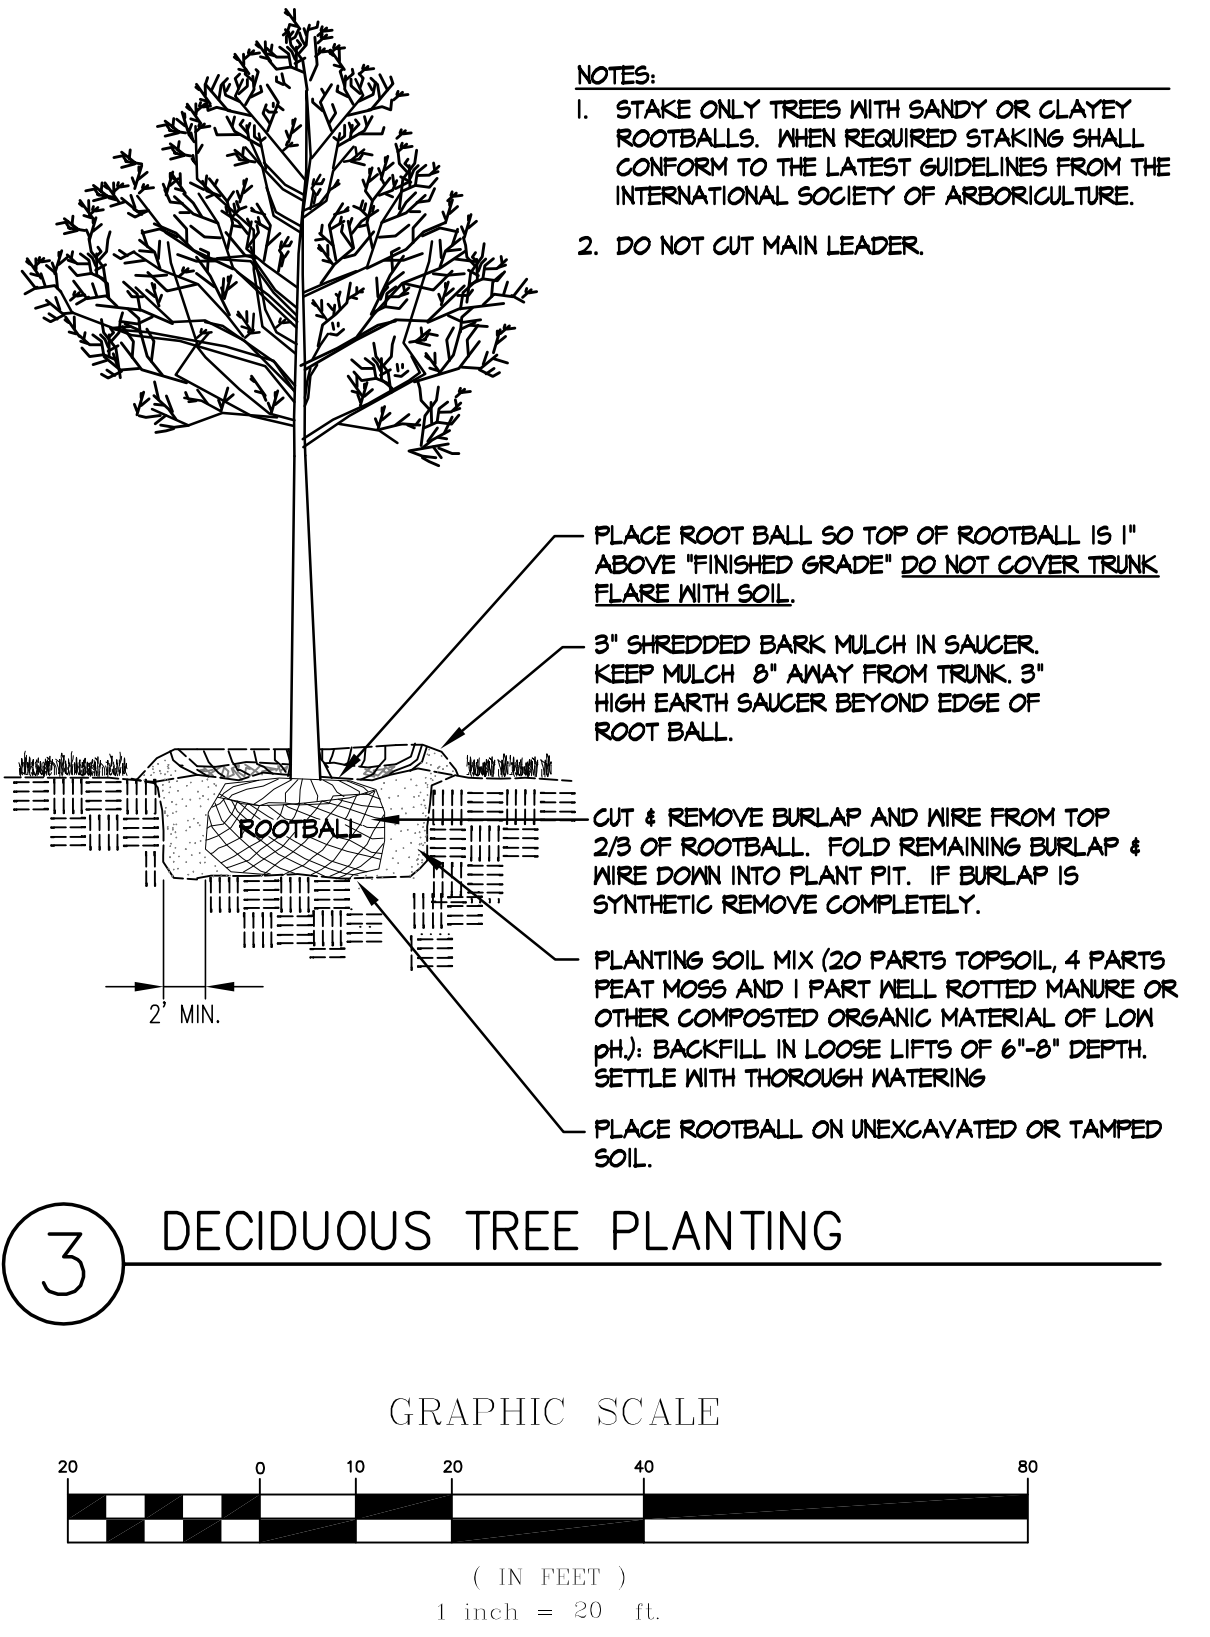 NOTES:
1. STAKE ONLY TREES WITH SANDY OR CLAYEY
ROOTBALLS. WHEN REQUIRED STAKING SHALL
CONFORM TO THE LATEST GUIDELINES FROM THE
INTERNATIONAL SOCIETY OF ARBORICULTURE.
2. DO NOT CUT MAIN LEADER.
PLACE ROOT BALL SO TOP OF ROOTBALL IS 1"
ABOVE "FINISHED GRADE" DO NOT COVER TRUNK
FLARE WITH SOIL.
3" SHREDDED BARK MULCH IN SAUCER.
KEEP MULCH 8" AWAY FROM TRUNK. 3"
HIGH EARTH SAUCER BEYOND EDGE OF
ROOT BALL.
ROOTBALL
CUT & REMOVE BURLAP AND WIRE FROM TOP
2/3 OF ROOTBALL. FOLD REMAINING BURLAP &
WIRE DOWN INTO PLANT PIT. IF BURLAP IS
SYNTHETIC REMOVE COMPLETELY.
PLANTING SOIL MIX (20 PARTS TOPSOIL, 4 PARTS
PEAT MOSS AND 1 PART WELL ROTTED MANURE OR
OTHER COMPOSTED ORGANIC MATERIAL OF LOW
pH.): BACKFILL IN LOOSE LIFTS OF 6"-8" DEPTH.
SETTLE WITH THOROUGH WATERING
2' MIN.
PLACE ROOTBALL ON UNEXCAVATED OR TAMPED
SOIL.
3 DECIDUOUS TREE PLANTING
GRAPHIC SCALE
20 0 10 20 40 80
( IN FEET )
1 inch = 20 ft.